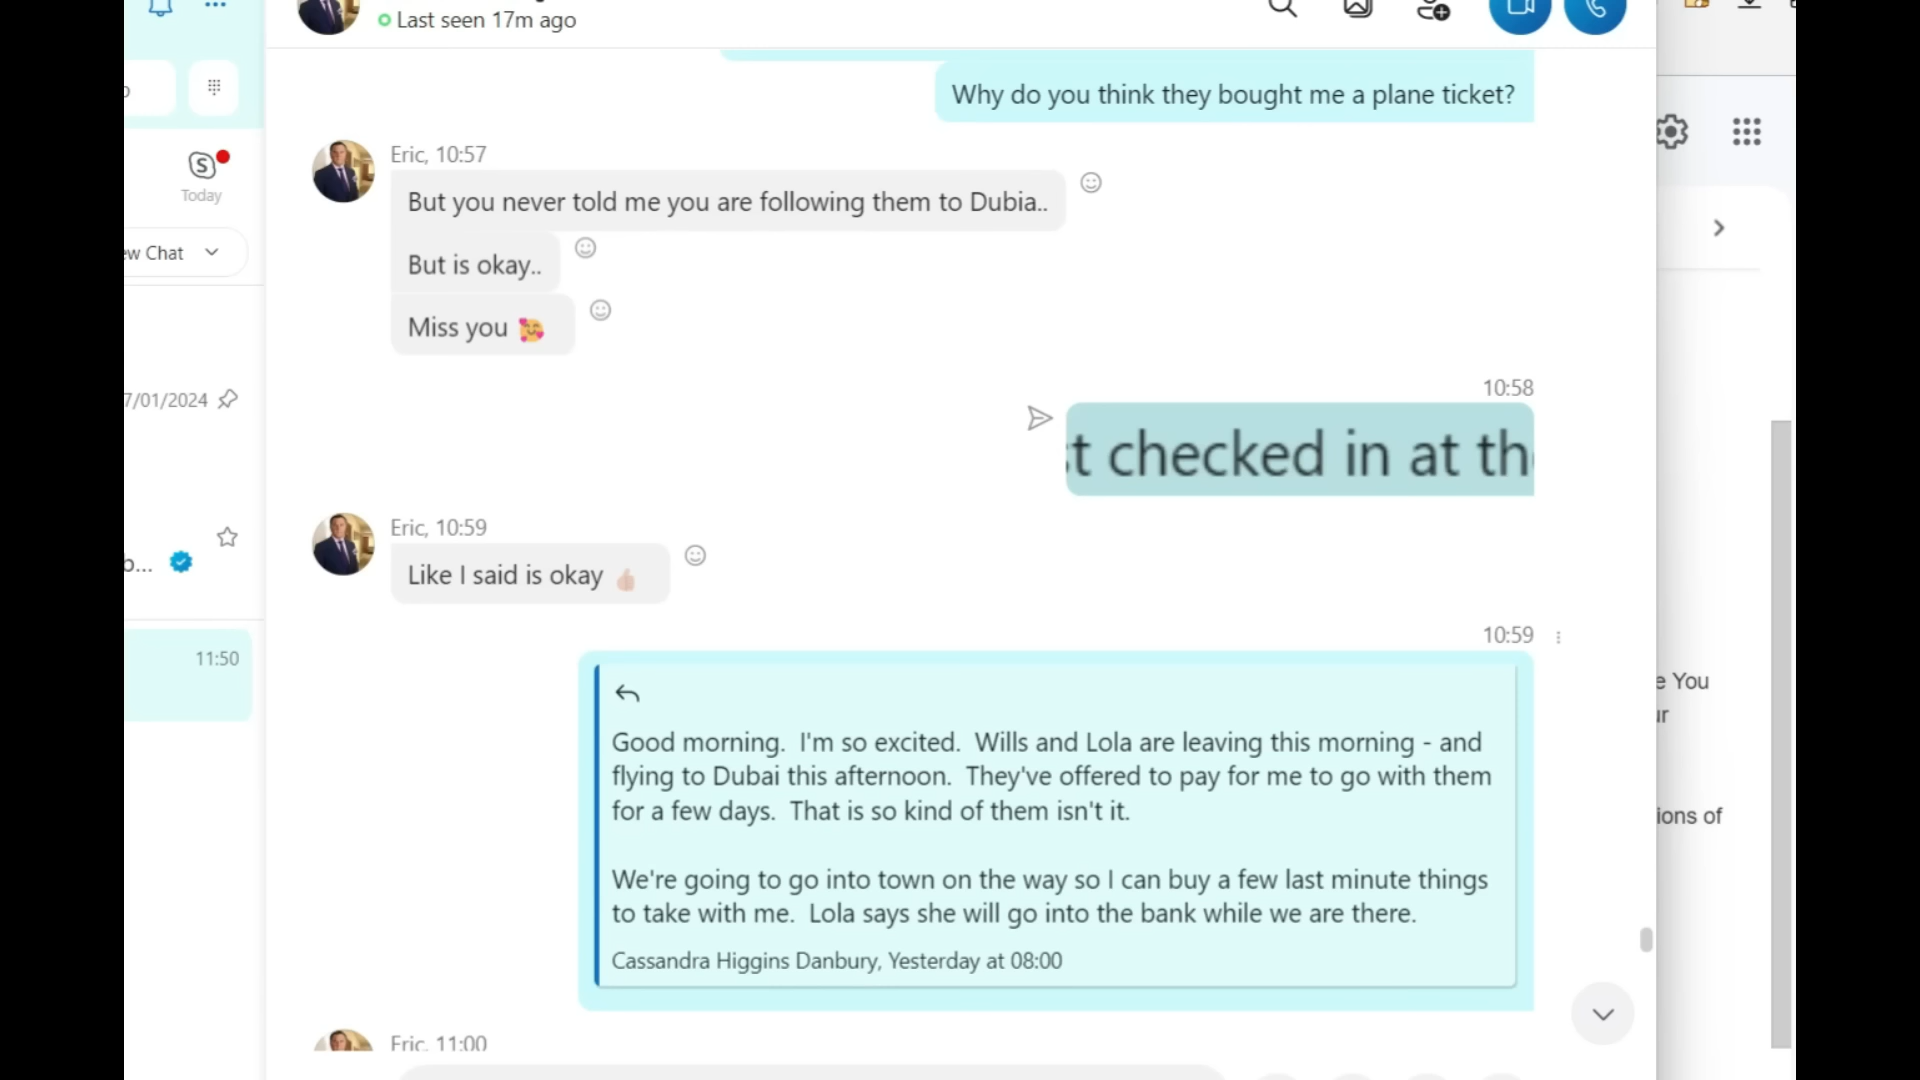 Last seen 17m ago
Why do you think they bought me a plane ticket?
Eric, 10:57
But you never told me you are following them to Dubia..
But is okay..
Miss you 🥰
10:58
checked in at
Eric, 10:59
Like I said is okay 👍🏻
10:59
Good morning. I'm so excited. Wills and Lola are leaving this morning - and
flying to Dubai this afternoon. They've offered to pay for me to go with them
for a few days. That is so kind of them isn't it.
We're going to go into town on the way so I can buy a few last minute things
to take with me. Lola says she will go into the bank while we are there.
Cassandra Higgins Danbury, Yesterday at 08:00
Eric, 11:00
Today
Chat
7/01/2024
b...
11:50
You
ions of